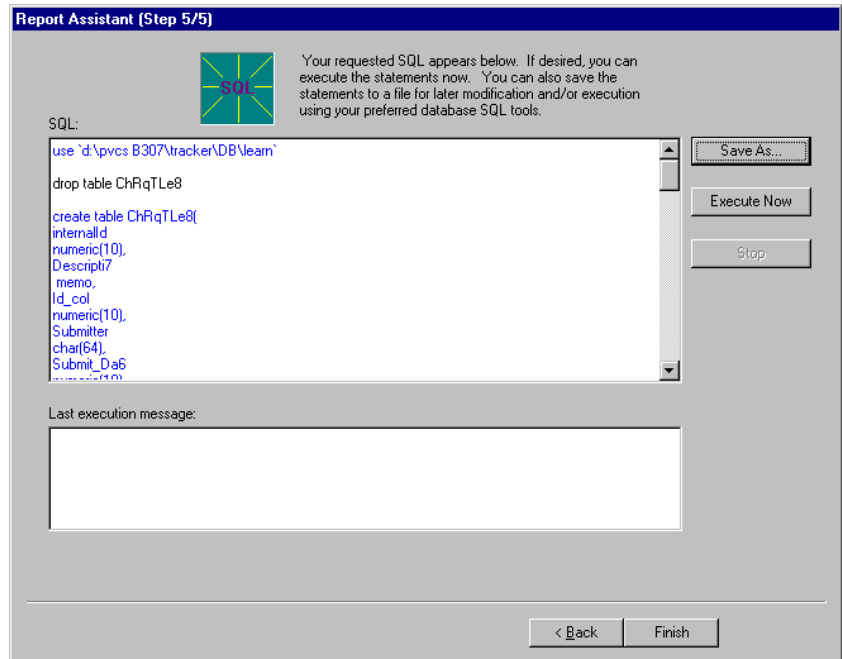 Report Assistant (Step 5/5)
SQL
Your requested SQL appears below. If desired, you can
execute the statements now. You can also save the
statements to a file for later modification and/or execution
using your preferred database SQL tools.
SQL:
use `d:\pvcs B307\tracker\DB\learn`
drop table ChRqTLe8
create table ChRqTLe8(
internalId
numeric(10),
Descripti7
memo,
Id_col
numeric(10),
Submitter
char(64),
Submit_Da6
numeric(10)
Save As...
Execute Now
Stop
Last execution message:
< Back
Finish